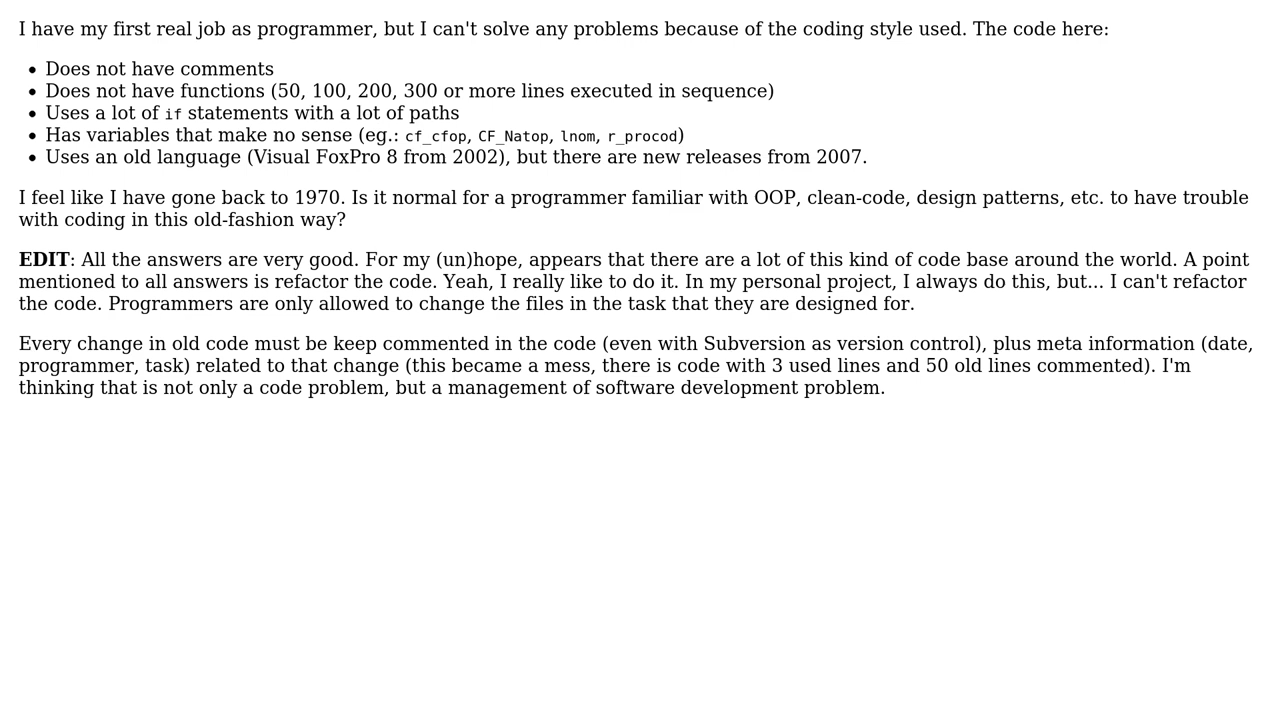 I have my first real job as programmer, but I can't solve any problems because of the coding style used. The code here:
• Does not have comments
• Does not have functions (50, 100, 200, 300 or more lines executed in sequence)
• Uses a lot of if statements with a lot of paths
• Has variables that make no sense (eg.: cf_cfop, CF_Natop, lnom, r_procod)
• Uses an old language (Visual FoxPro 8 from 2002), but there are new releases from 2007.
I feel like I have gone back to 1970. Is it normal for a programmer familiar with OOP, clean-code, design patterns, etc. to have trouble
with coding in this old-fashion way?
EDIT: All the answers are very good. For my (un)hope, appears that there are a lot of this kind of code base around the world. A point
mentioned to all answers is refactor the code. Yeah, I really like to do it. In my personal project, I always do this, but... I can't refactor
the code. Programmers are only allowed to change the files in the task that they are designed for.
Every change in old code must be keep commented in the code (even with Subversion as version control), plus meta information (date,
programmer, task) related to that change (this became a mess, there is code with 3 used lines and 50 old lines commented). I'm
thinking that is not only a code problem, but a management of software development problem.